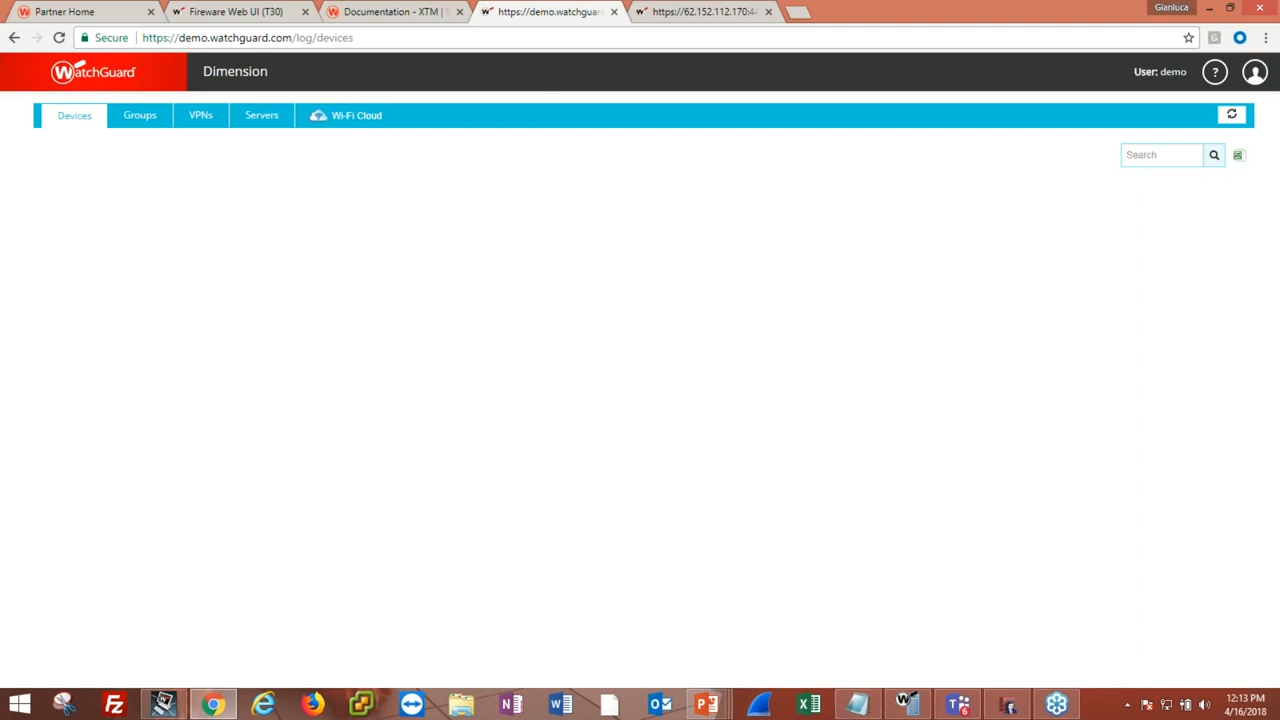 Partner Home
Fireware Web UI (T30)
Documentation - XTM |
https://demo.watchguar
https://62.152.112.170:4
Gianluca
Secure
https://demo.watchguard.com/log/devices
WatchGuard
Dimension
User: demo
?
Devices
Groups
VPNs
Servers
Wi-Fi Cloud
Search
12:13 PM
4/16/2018